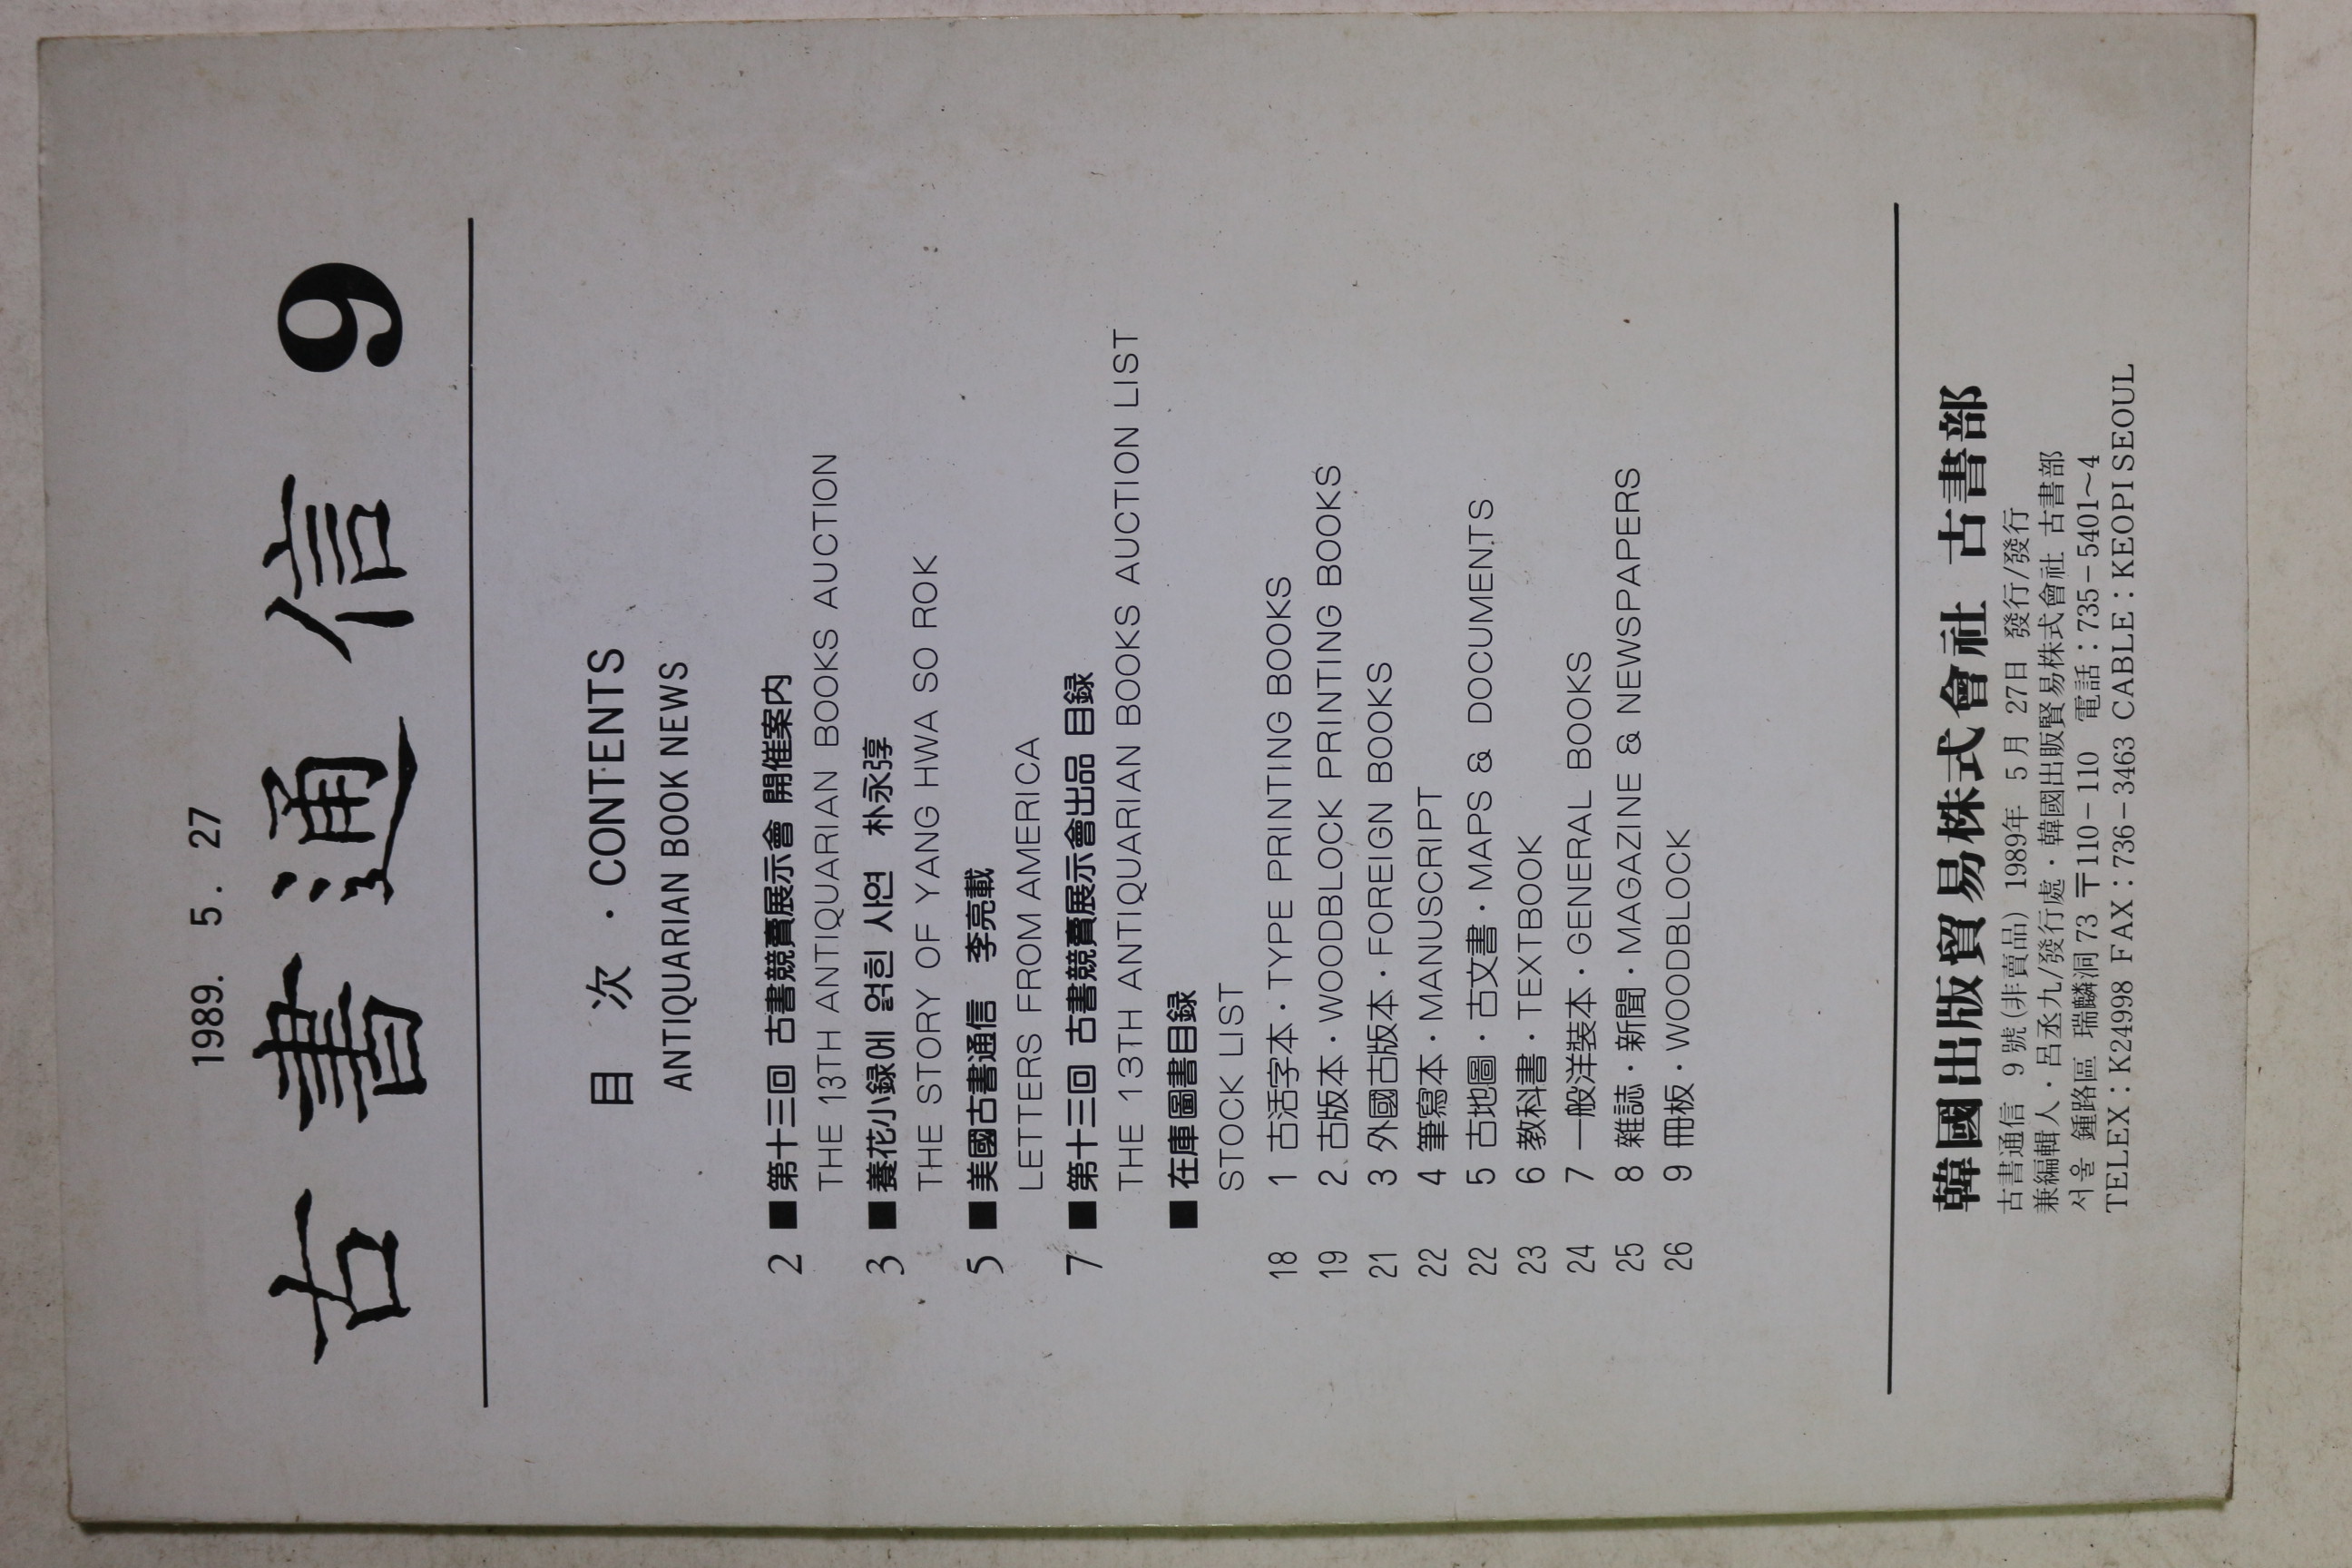 1989. 5. 27
古書通信 9
目 次 · CONTENTS
ANTIQUARIAN BOOK NEWS
2 ■ 第十三回 古書競賣展示會 開催案内
THE 13TH ANTIQUARIAN BOOKS AUCTION
3 ■ 養花小録에 얽힌 사연 朴永弴
THE STORY OF YANG HWA SO ROK
5 ■ 美國古書通信 李亮載
LETTERS FROM AMERICA
7 ■ 第十三回 古書競賣展示會出品 目録
THE 13TH ANTIQUARIAN BOOKS AUCTION LIST
■ 在庫圖書目録
STOCK LIST
18 1 古活字本 · TYPE PRINTING BOOKS
19 2 古版本 · WOODBLOCK PRINTING BOOKS
21 3 外國古版本 · FOREIGN BOOKS
22 4 筆寫本 · MANUSCRIPT
22 5 古地圖 · 古文書 · MAPS & DOCUMENTS
23 6 教科書 · TEXTBOOK
24 7 一般洋裝本 · GENERAL BOOKS
25 8 雜誌 · 新聞 · MAGAZINE & NEWSPAPERS
26 9 冊板 · WOODBLOCK
韓國出版貿易株式會社 古書部
古書通信 9 號 (非賣品) 1989年 5月 27日 發行/發行
兼編輯人 · 呂丞九/發行處 · 韓國出販賢易株式會社 古書部
서울 鍾路區 瑞麟洞 73 〒110-110 電話 : 735-5401~4
TELEX : K24998 FAX : 736-3463 CABLE : KEOPI SEOUL